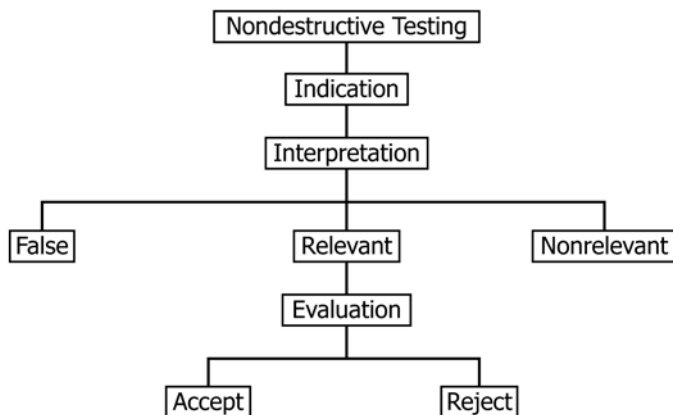 Nondestructive Testing
Indication
Interpretation
False
Relevant
Nonrelevant
Evaluation
Accept
Reject